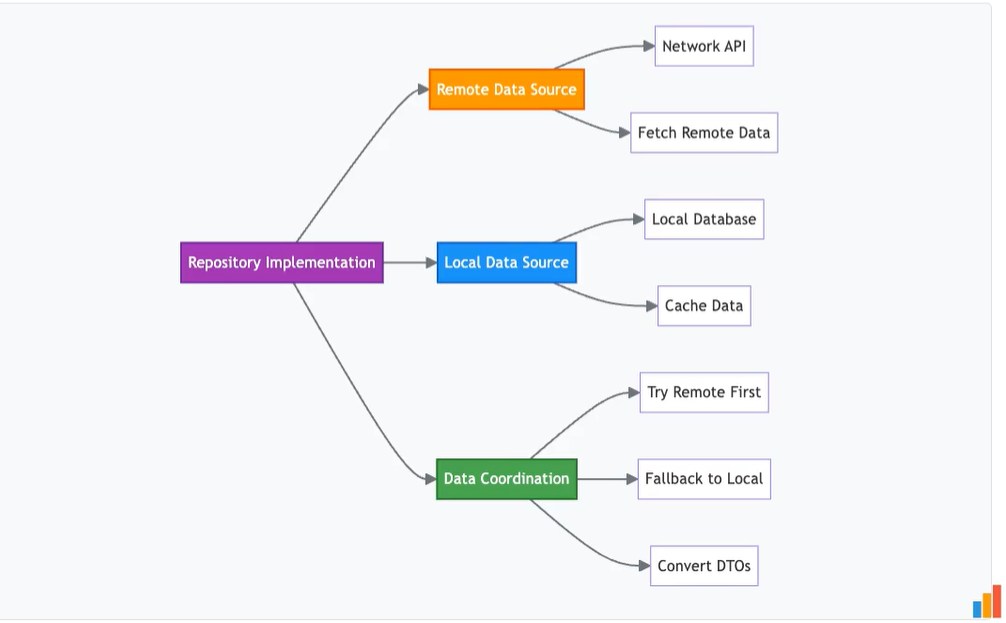 Network API
Remote Data Source
Fetch Remote Data
Local Database
Repository Implementation
Local Data Source
Cache Data
Try Remote First
Data Coordination
Fallback to Local
Convert DTOs